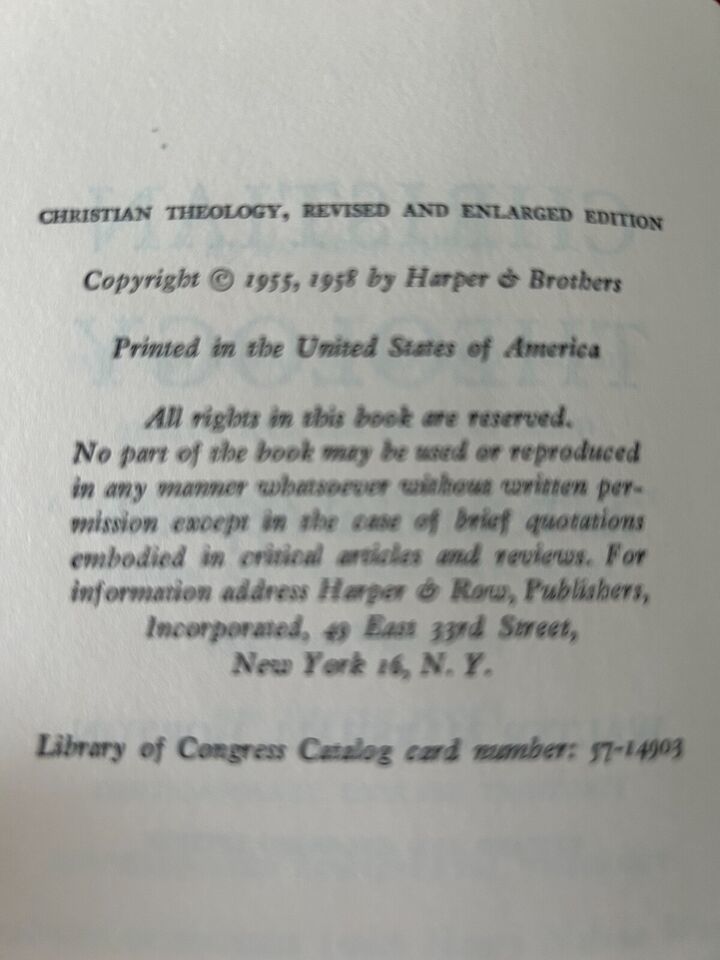 CHRISTIAN THEOLOGY, REVISED AND ENLARGED EDITION
Copyright © 1955, 1958 by Harper & Brothers
Printed in the United States of America
All rights in this book are reserved.
No part of the book may be used or reproduced
in any manner whatsoever without written per-
mission except in the case of brief quotations
embodied in critical articles and reviews. For
information address Harper & Row, Publishers,
Incorporated, 49 East 33rd Street,
New York 16, N. Y.
Library of Congress Catalog card number: 57-14903
CHRISTIAN
THEOLOGY